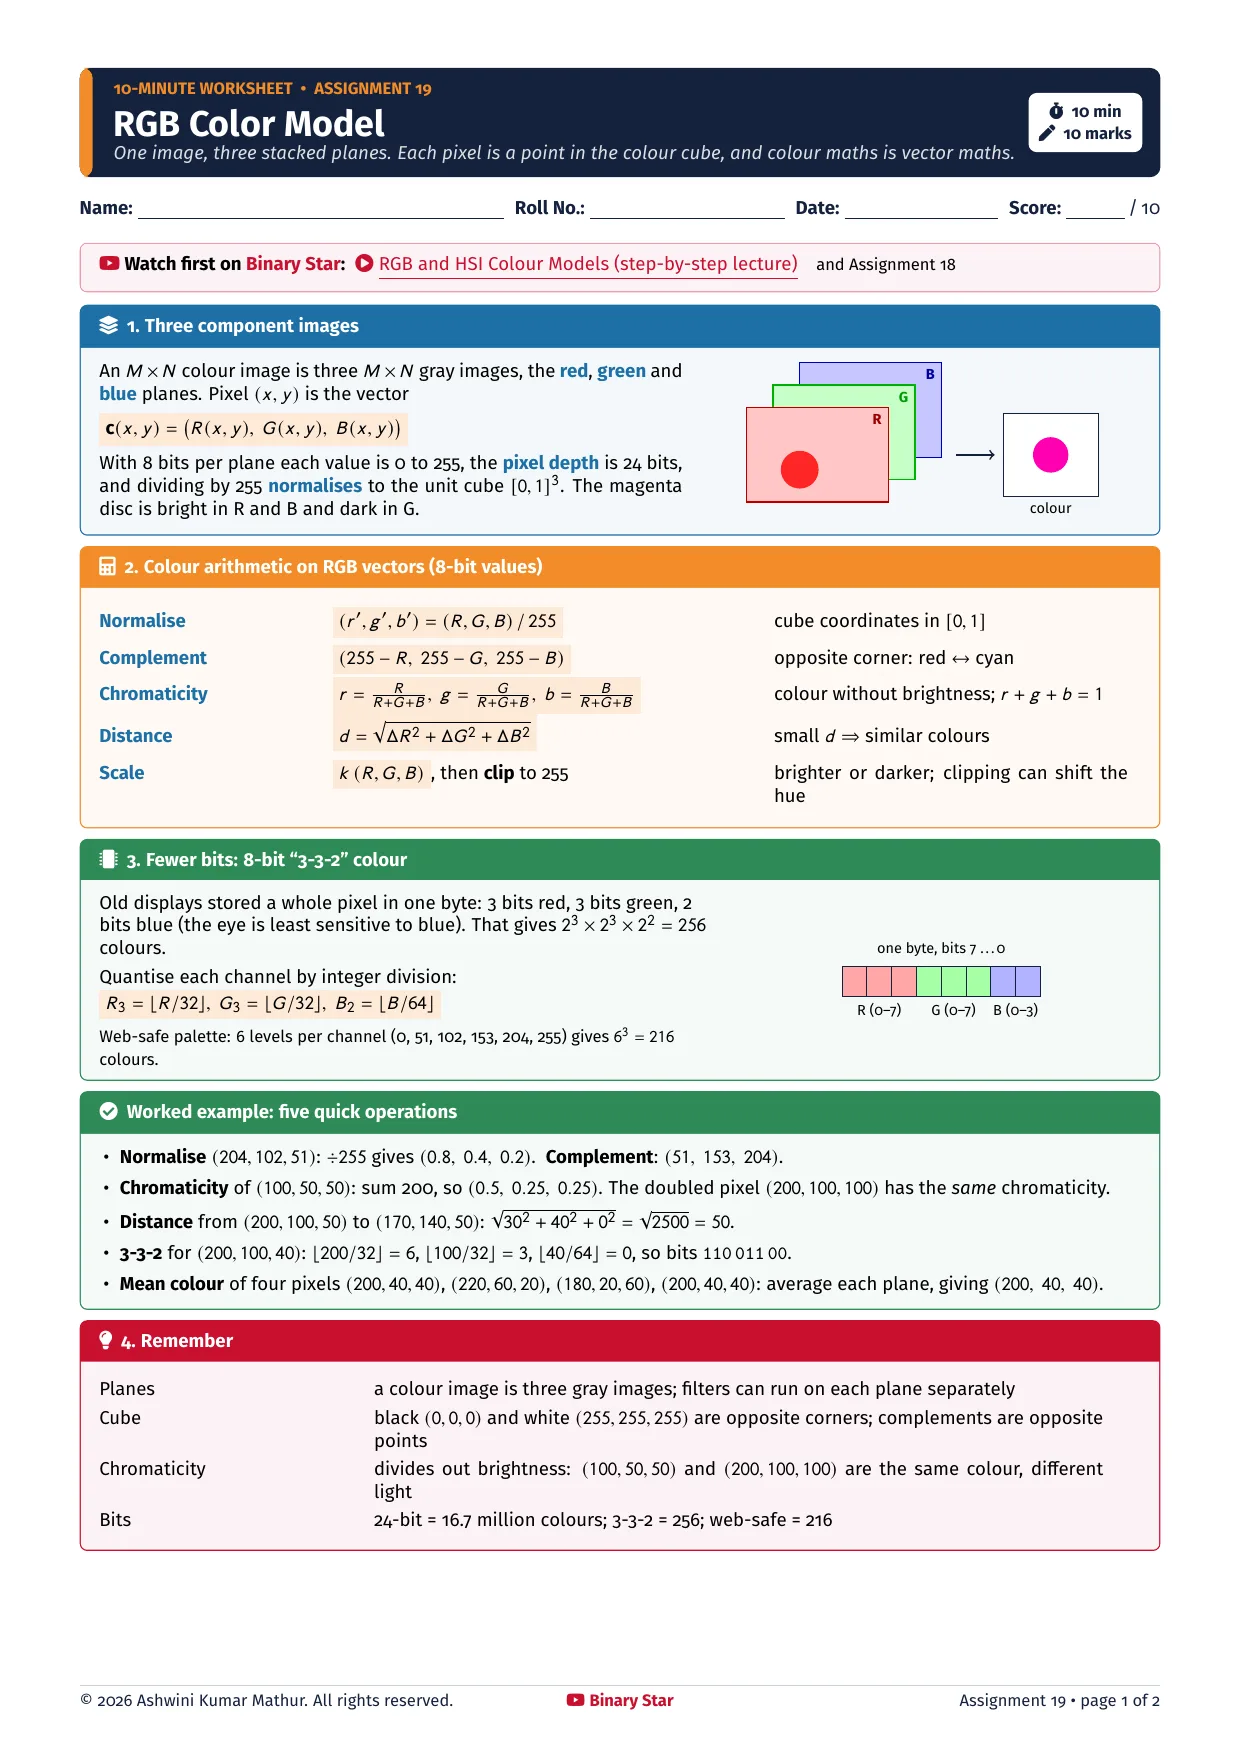 10-MINUTE WORKSHEET • ASSIGNMENT 19
RGB Color Model
One image, three stacked planes. Each pixel is a point in the colour cube, and colour maths is vector maths.
10 min
10 marks
Name: Roll No.: Date: Score: / 10
Watch first on Binary Star: RGB and HSI Colour Models (step-by-step lecture) and Assignment 18
1. Three component images
An M × N colour image is three M × N gray images, the red, green and
blue planes. Pixel (x, y) is the vector
c(x, y) = (R(x, y), G(x, y), B(x, y))
With 8 bits per plane each value is 0 to 255, the pixel depth is 24 bits,
and dividing by 255 normalises to the unit cube [0, 1]³. The magenta
disc is bright in R and B and dark in G.
B
G
R
colour
2. Colour arithmetic on RGB vectors (8-bit values)
Normalise (r′, g′, b′) = (R, G, B) / 255 cube coordinates in [0, 1]
Complement (255 − R, 255 − G, 255 − B) opposite corner: red ↔ cyan
Chromaticity r = R/(R+G+B), g = G/(R+G+B), b = B/(R+G+B) colour without brightness; r + g + b = 1
Distance d = √(ΔR² + ΔG² + ΔB²) small d ⟹ similar colours
Scale k (R, G, B), then clip to 255 brighter or darker; clipping can shift the
hue
3. Fewer bits: 8-bit “3-3-2” colour
Old displays stored a whole pixel in one byte: 3 bits red, 3 bits green, 2
bits blue (the eye is least sensitive to blue). That gives 2³ × 2³ × 2² = 256
colours.
Quantise each channel by integer division:
R₃ = ⌊R/32⌋, G₃ = ⌊G/32⌋, B₂ = ⌊B/64⌋
Web-safe palette: 6 levels per channel (0, 51, 102, 153, 204, 255) gives 6³ = 216
colours.
one byte, bits 7 … 0
R (0–7) G (0–7) B (0–3)
Worked example: five quick operations
• Normalise (204, 102, 51): ÷255 gives (0.8, 0.4, 0.2). Complement: (51, 153, 204).
• Chromaticity of (100, 50, 50): sum 200, so (0.5, 0.25, 0.25). The doubled pixel (200, 100, 100) has the same chromaticity.
• Distance from (200, 100, 50) to (170, 140, 50): √(30² + 40² + 0²) = √2500 = 50.
• 3-3-2 for (200, 100, 40): ⌊200/32⌋ = 6, ⌊100/32⌋ = 3, ⌊40/64⌋ = 0, so bits 110 011 00.
• Mean colour of four pixels (200, 40, 40), (220, 60, 20), (180, 20, 60), (200, 40, 40): average each plane, giving (200, 40, 40).
4. Remember
Planes a colour image is three gray images; filters can run on each plane separately
Cube black (0, 0, 0) and white (255, 255, 255) are opposite corners; complements are opposite
points
Chromaticity divides out brightness: (100, 50, 50) and (200, 100, 100) are the same colour, different
light
Bits 24-bit = 16.7 million colours; 3-3-2 = 256; web-safe = 216
© 2026 Ashwini Kumar Mathur. All rights reserved. Binary Star Assignment 19 • page 1 of 2